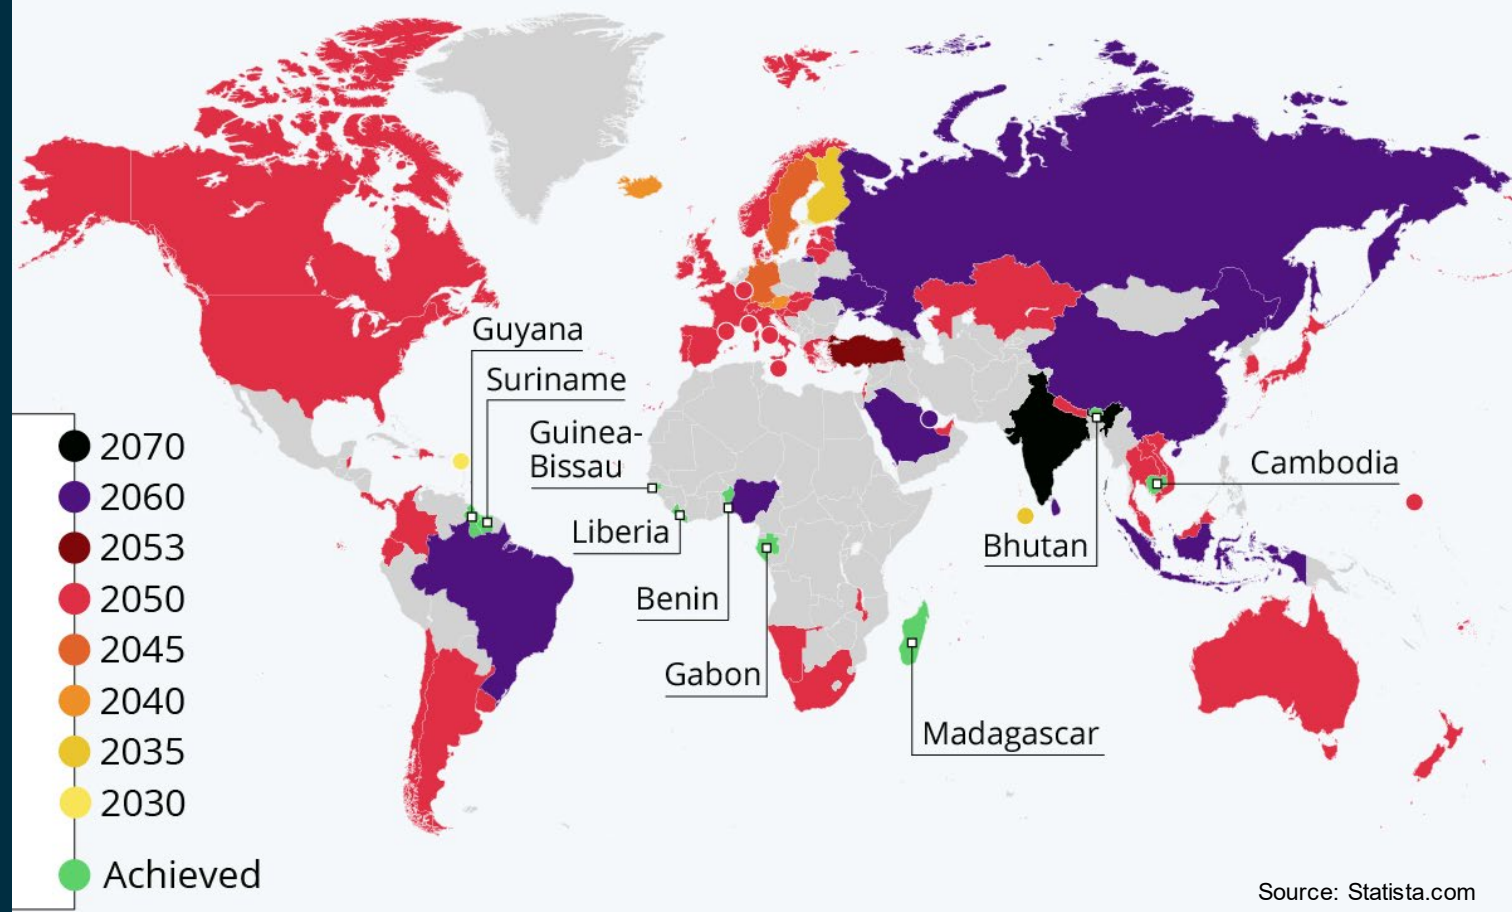 Guyana
Suriname
Guinea-
Bissau
Liberia
Benin
Gabon
Madagascar
Bhutan
Cambodia
2070
2060
2053
2050
2045
2040
2035
2030
Achieved
Source: Statista.com